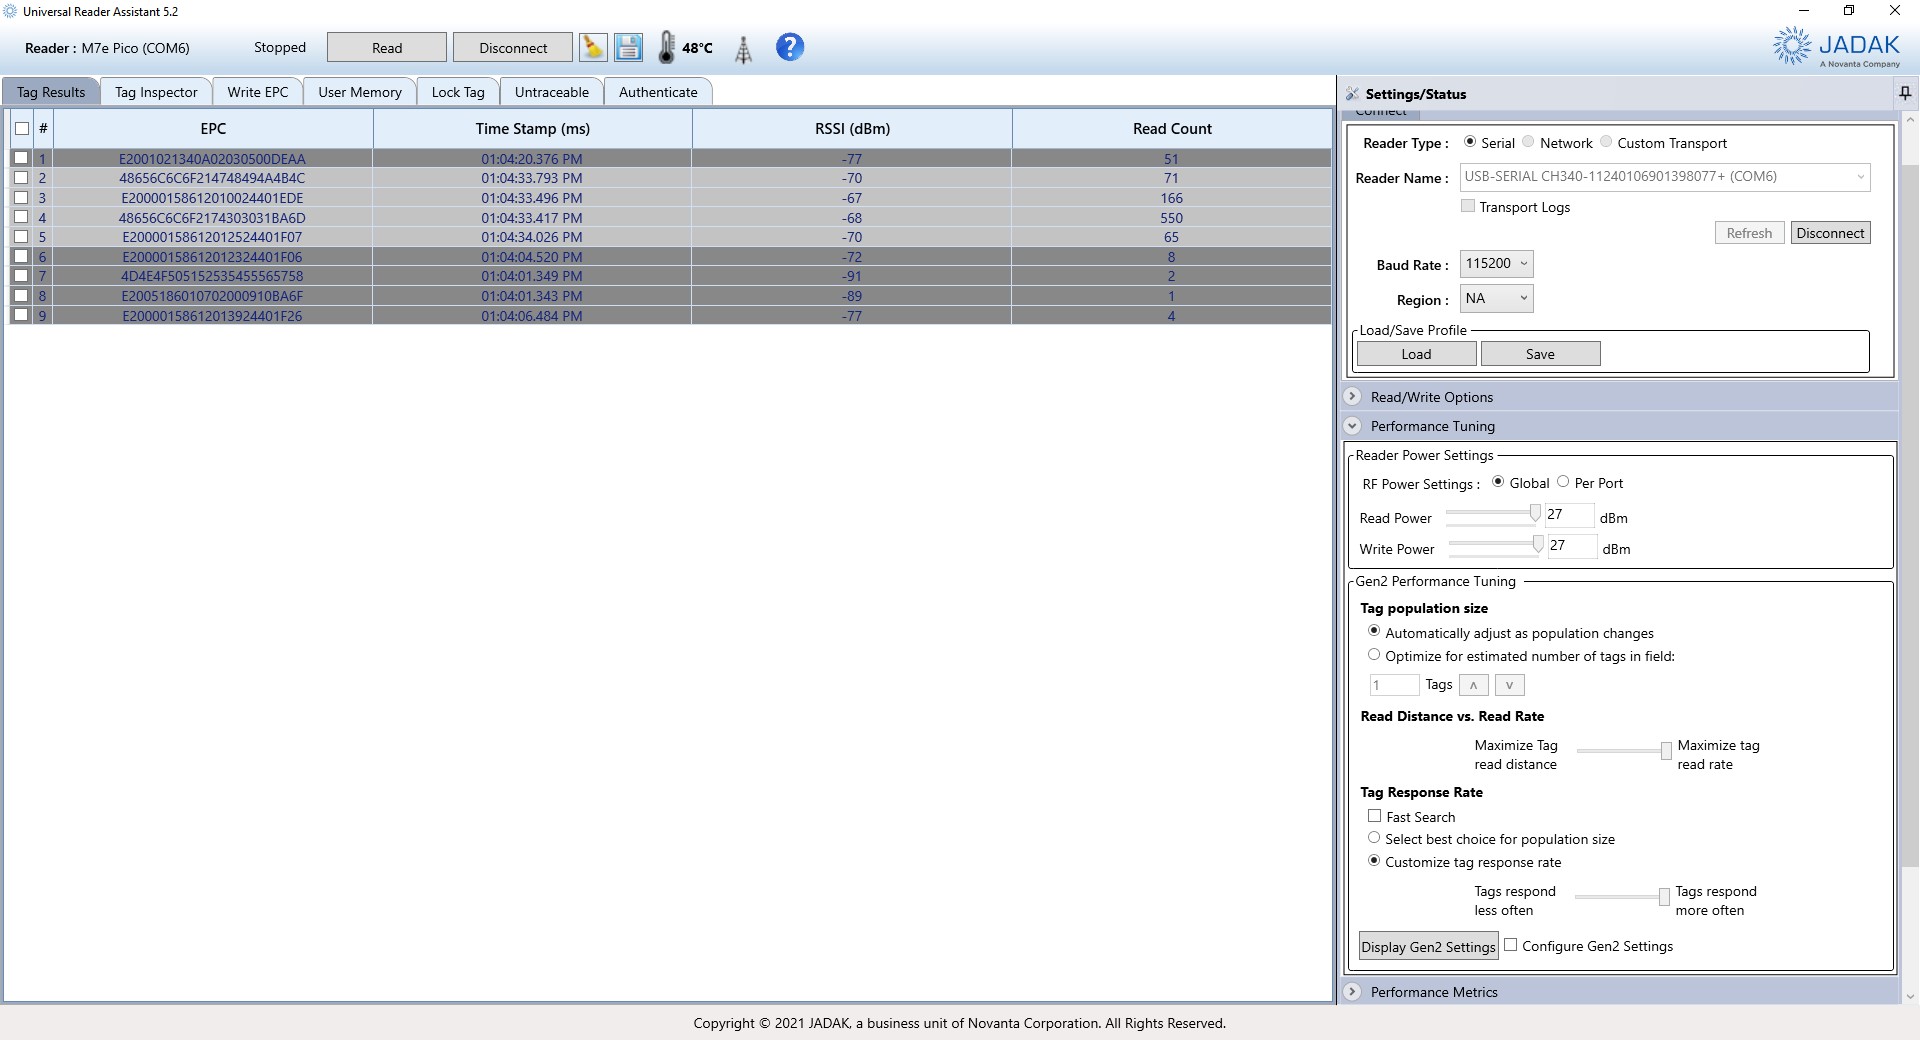 Universal Reader Assistant 5.2
Reader : M7e Pico (COM6) Stopped Read Disconnect 48°C ? JADAK
A Novanta Company
Tag Results Tag Inspector Write EPC User Memory Lock Tag Untraceable Authenticate
# EPC Time Stamp (ms) RSSI (dBm) Read Count
1 E2001021340A02030500DEAA 01:04:20.376 PM -77 51
2 48656C6C6F214748494A4B4C 01:04:33.793 PM -70 71
3 E20000158612010024401EDE 01:04:33.496 PM -67 166
4 48656C6C6F2174303031BA6D 01:04:33.417 PM -68 550
5 E20000158612012524401F07 01:04:34.026 PM -70 65
6 E20000158612012324401F06 01:04:04.520 PM -72 8
7 4D4E4F505152535455565758 01:04:01.349 PM -91 2
8 E2005186010702000910BA6F 01:04:01.343 PM -89 1
9 E20000158612013924401F26 01:04:06.484 PM -77 4
Settings/Status
Connect
Reader Type : Serial Network Custom Transport
Reader Name : USB-SERIAL CH340-11240106901398077+ (COM6)
Transport Logs
Refresh Disconnect
Baud Rate : 115200
Region : NA
Load/Save Profile
Load Save
Read/Write Options
Performance Tuning
Reader Power Settings
RF Power Settings : Global Per Port
Read Power 27 dBm
Write Power 27 dBm
Gen2 Performance Tuning
Tag population size
Automatically adjust as population changes
Optimize for estimated number of tags in field:
1 Tags
Read Distance vs. Read Rate
Maximize Tag Maximize tag
read distance read rate
Tag Response Rate
Fast Search
Select best choice for population size
Customize tag response rate
Tags respond Tags respond
less often more often
Display Gen2 Settings Configure Gen2 Settings
Performance Metrics
Copyright © 2021 JADAK, a business unit of Novanta Corporation. All Rights Reserved.